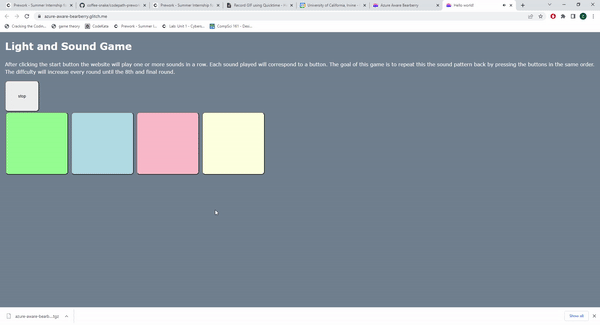 Prework - Summer Internship 1
coffee-snake/codepath-prewor
Prework - Summer Internship 1
Record GIF using Quicktime - Fr
University of California, Irvine
Azure Aware Bearberry
Hello world!
azure-aware-bearberry.glitch.me
Cracking the Codin...
game theory
CodeKata
Prework - Summer I...
Lab: Unit 1 - Cybers...
CompSci 161 - Desi...
Light and Sound Game
After clicking the start button the website will play one or more sounds in a row. Each sound played will correspond to a button. The goal of this game is to repeat this the sound pattern back by pressing the buttons in the same order.
The difficulty will increase every round until the 8th and final round.
stop
azure-aware-bearb....tgz
Show all